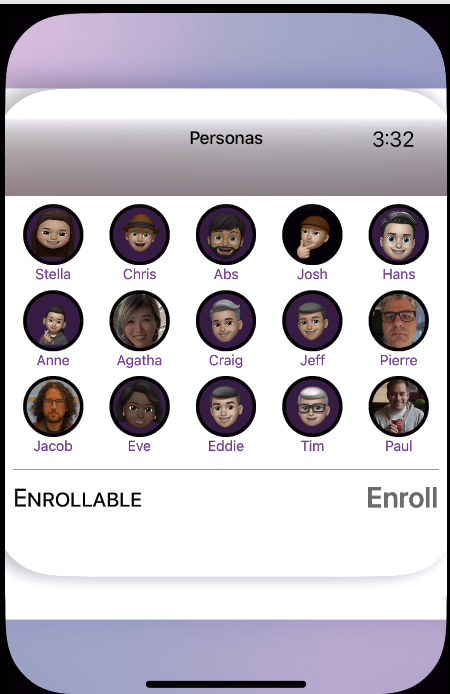 Personas 3:32
Stella Chris Abs Josh Hans
Anne Agatha Craig Jeff Pierre
Jacob Eve Eddie Tim Paul
ENROLLABLE Enroll